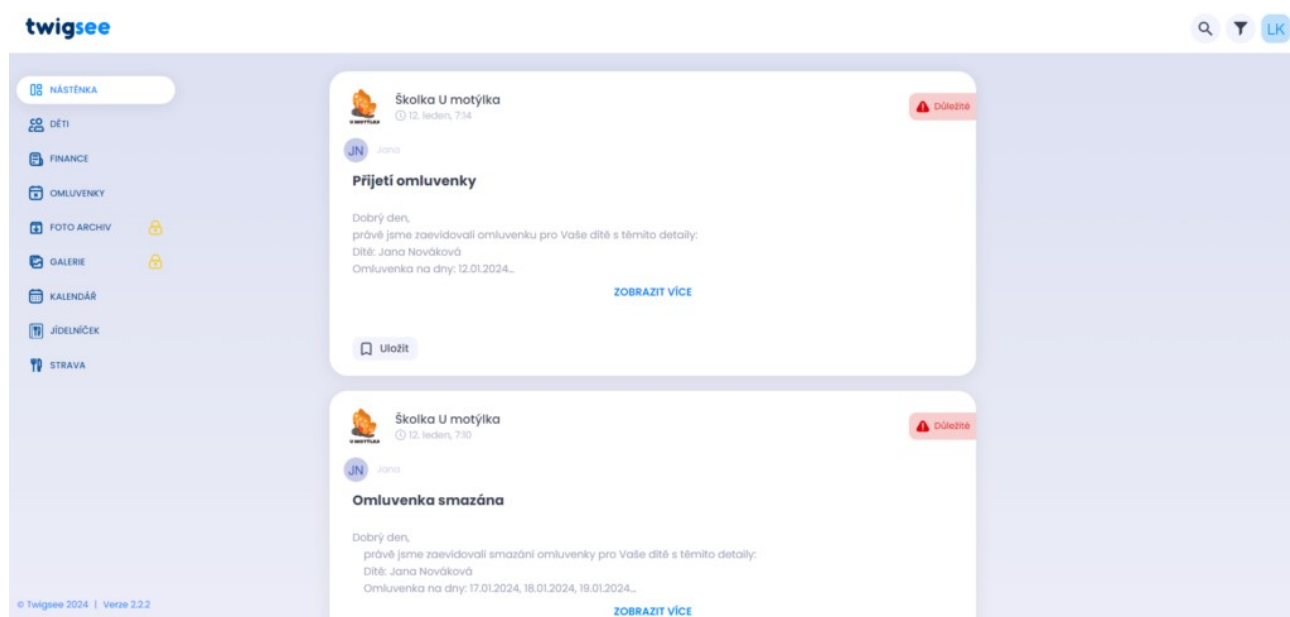 twigsee
LK
NÁSTĚNKA
DĚTI
FINANCE
OMLUVENKY
FOTO ARCHIV
GALERIE
KALENDÁŘ
JÍDELNÍČEK
STRAVA
© Twigsee 2024 | Verze 2.2.2
Školka U motýlka
12. leden, 7:14
Důležité
U MOTÝLKA
JN Jana
Přijetí omluvenky
Dobrý den,
právě jsme zaevidovali omluvenku pro Vaše dítě s těmito detaily:
Dítě: Jana Nováková
Omluvenka na dny: 12.01.2024...
ZOBRAZIT VÍCE
Uložit
Školka U motýlka
12. leden, 7:10
Důležité
U MOTÝLKA
JN Jana
Omluvenka smazána
Dobrý den,
právě jsme zaevidovali smazání omluvenky pro Vaše dítě s těmito detaily:
Dítě: Jana Nováková
Omluvenka na dny: 17.01.2024, 18.01.2024, 19.01.2024...
ZOBRAZIT VÍCE